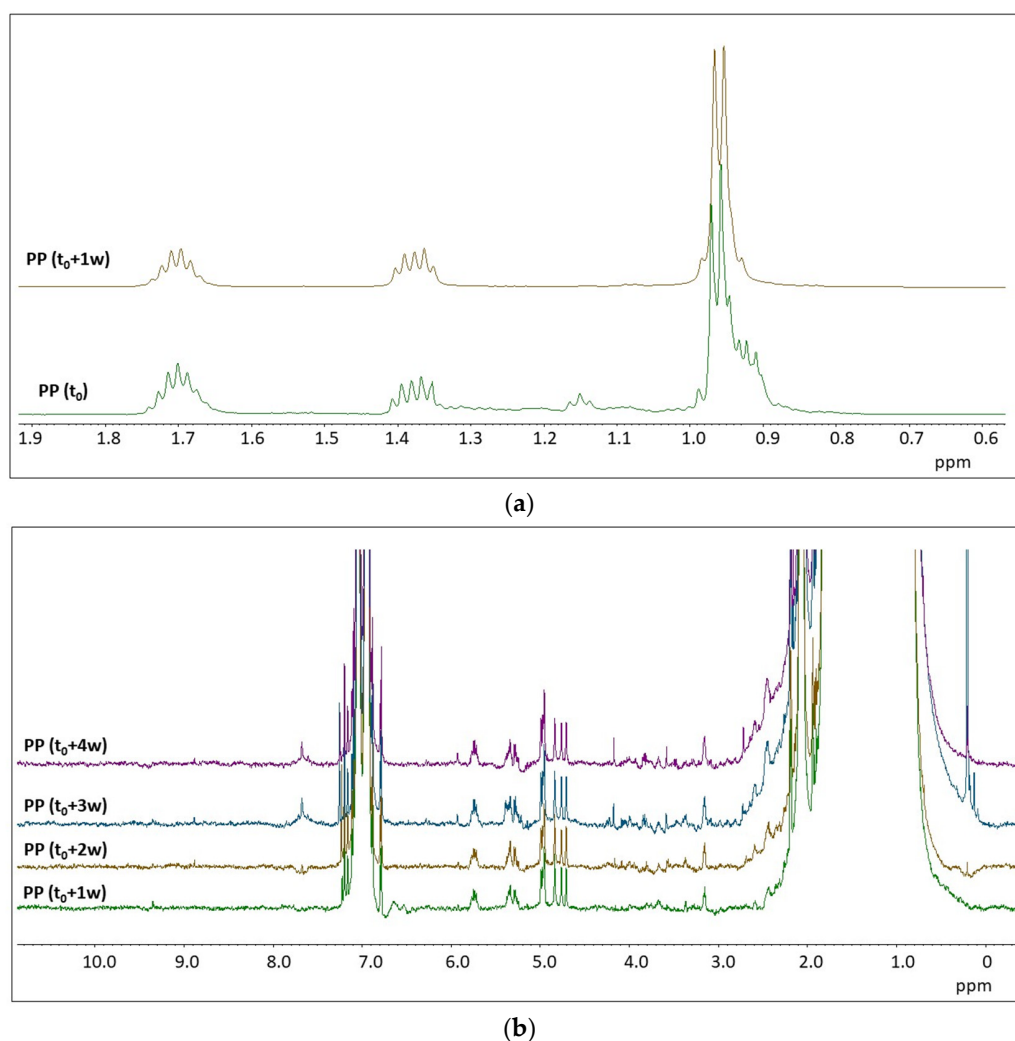 PP (t₀+1w)
PP (t₀)
1.9 1.8 1.7 1.6 1.5 1.4 1.3 1.2 1.1 1.0 0.9 0.8 0.7 0.6
ppm
(a)
PP (t₀+4w)
PP (t₀+3w)
PP (t₀+2w)
PP (t₀+1w)
10.0 9.0 8.0 7.0 6.0 5.0 4.0 3.0 2.0 1.0 0
ppm
(b)